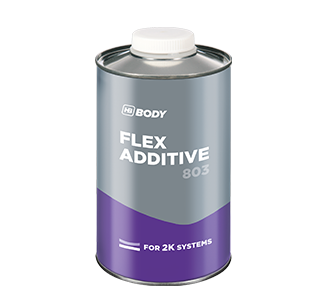 HB BODY
FLEX
ADDITIVE
803
FOR 2K SYSTEMS